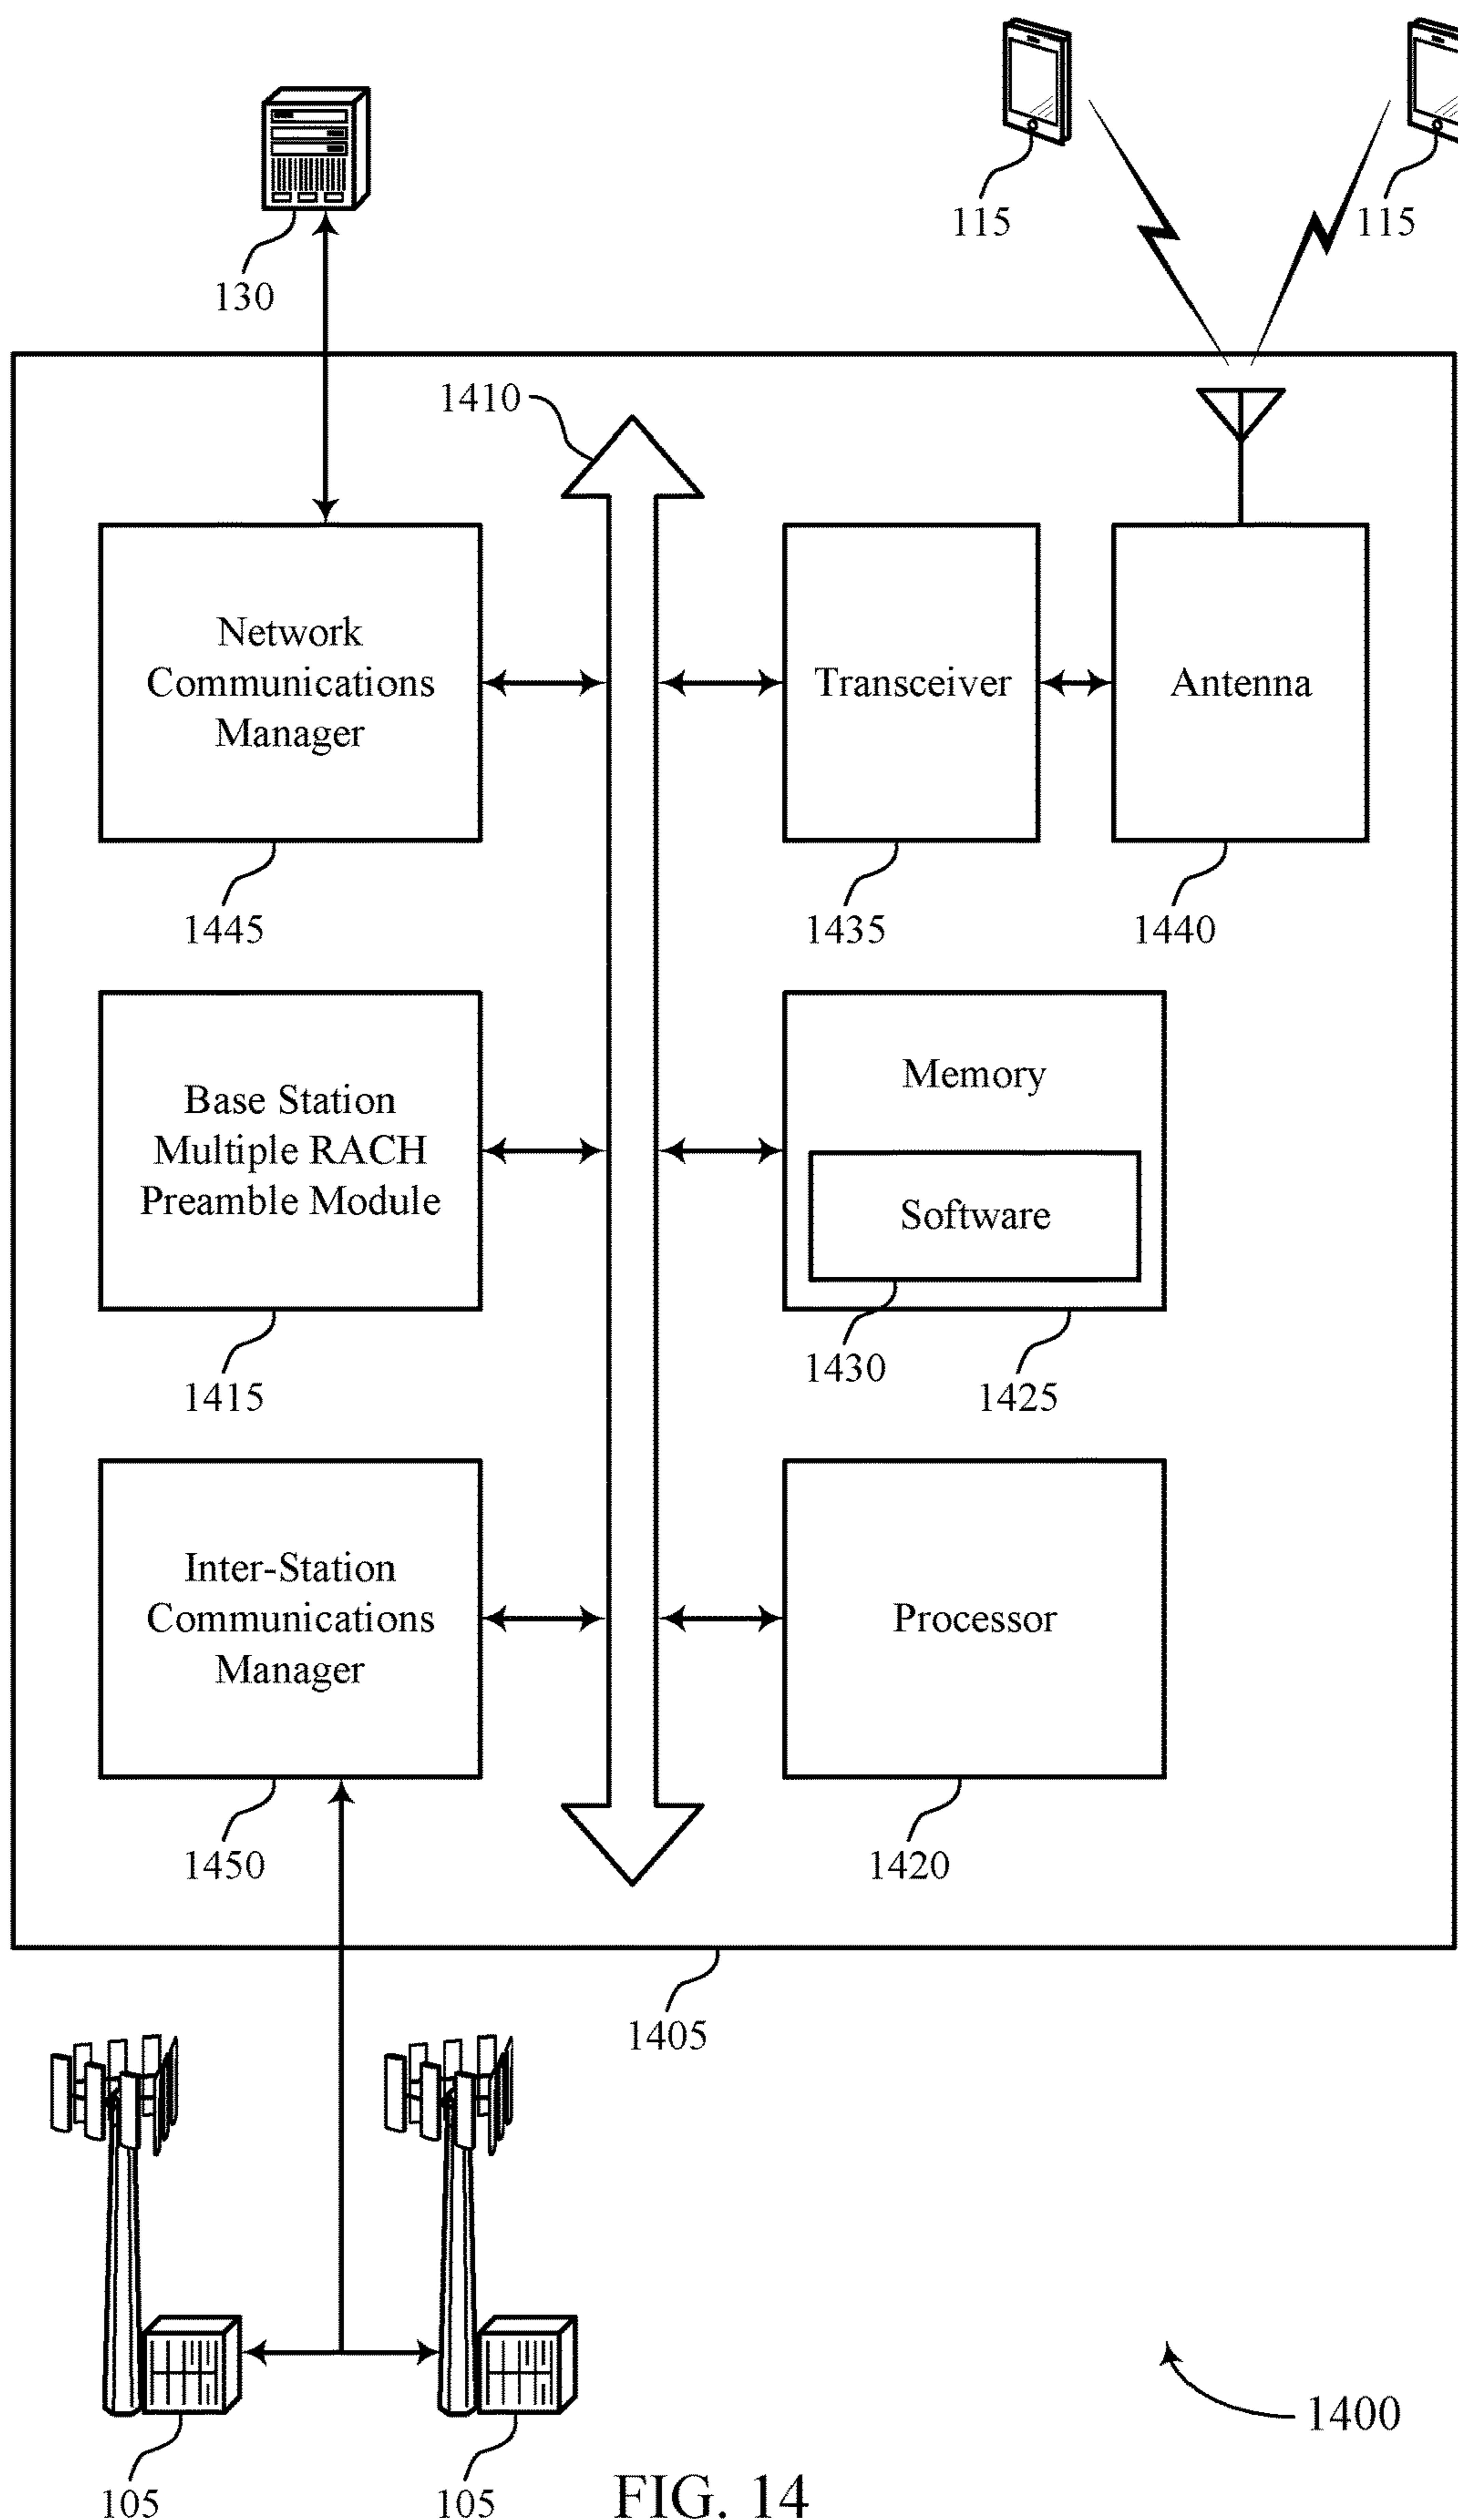 115
115
130
1410
Network
Communications
Manager
Transceiver
Antenna
1445
1435
1440
Base Station
Multiple RACH
Preamble Module
Memory
Software
1430
1425
1415
Inter-Station
Communications
Manager
Processor
1450
1420
1405
1400
105
105
FIG. 14